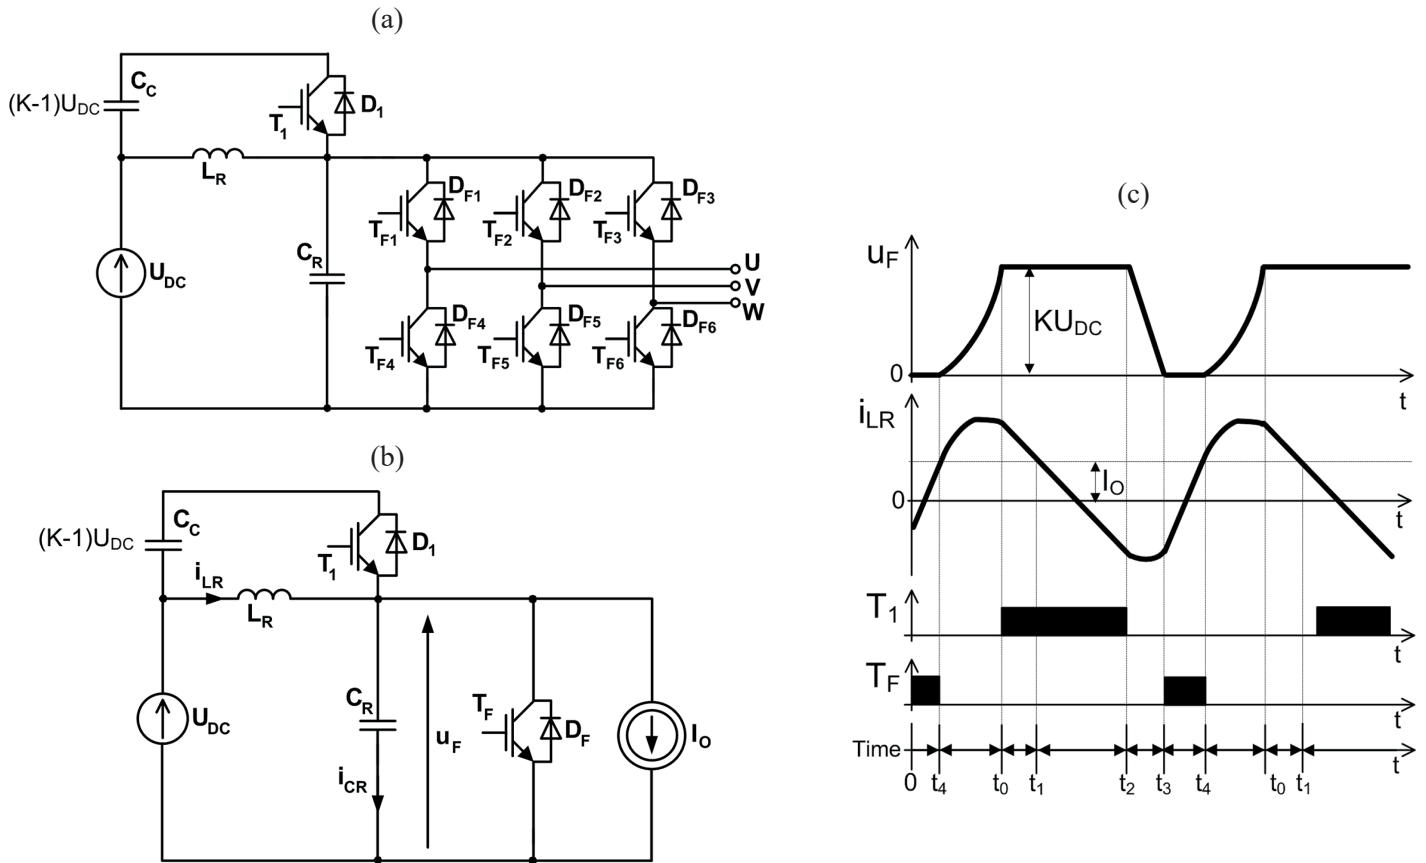 (a)
C_C
(K-1)U_DC
T_1
D_1
L_R
U_DC
C_R
T_F1
D_F1
T_F2
D_F2
T_F3
D_F3
U
V
W
T_F4
D_F4
T_F5
D_F5
T_F6
D_F6
(b)
C_C
(K-1)U_DC
T_1
D_1
i_LR
L_R
U_DC
C_R
i_CR
u_F
T_F
D_F
I_O
(c)
u_F
KU_DC
0
t
i_LR
I_O
0
t
T_1
t
T_F
t
Time
t
0 t_4 t_0 t_1 t_2 t_3 t_4 t_0 t_1